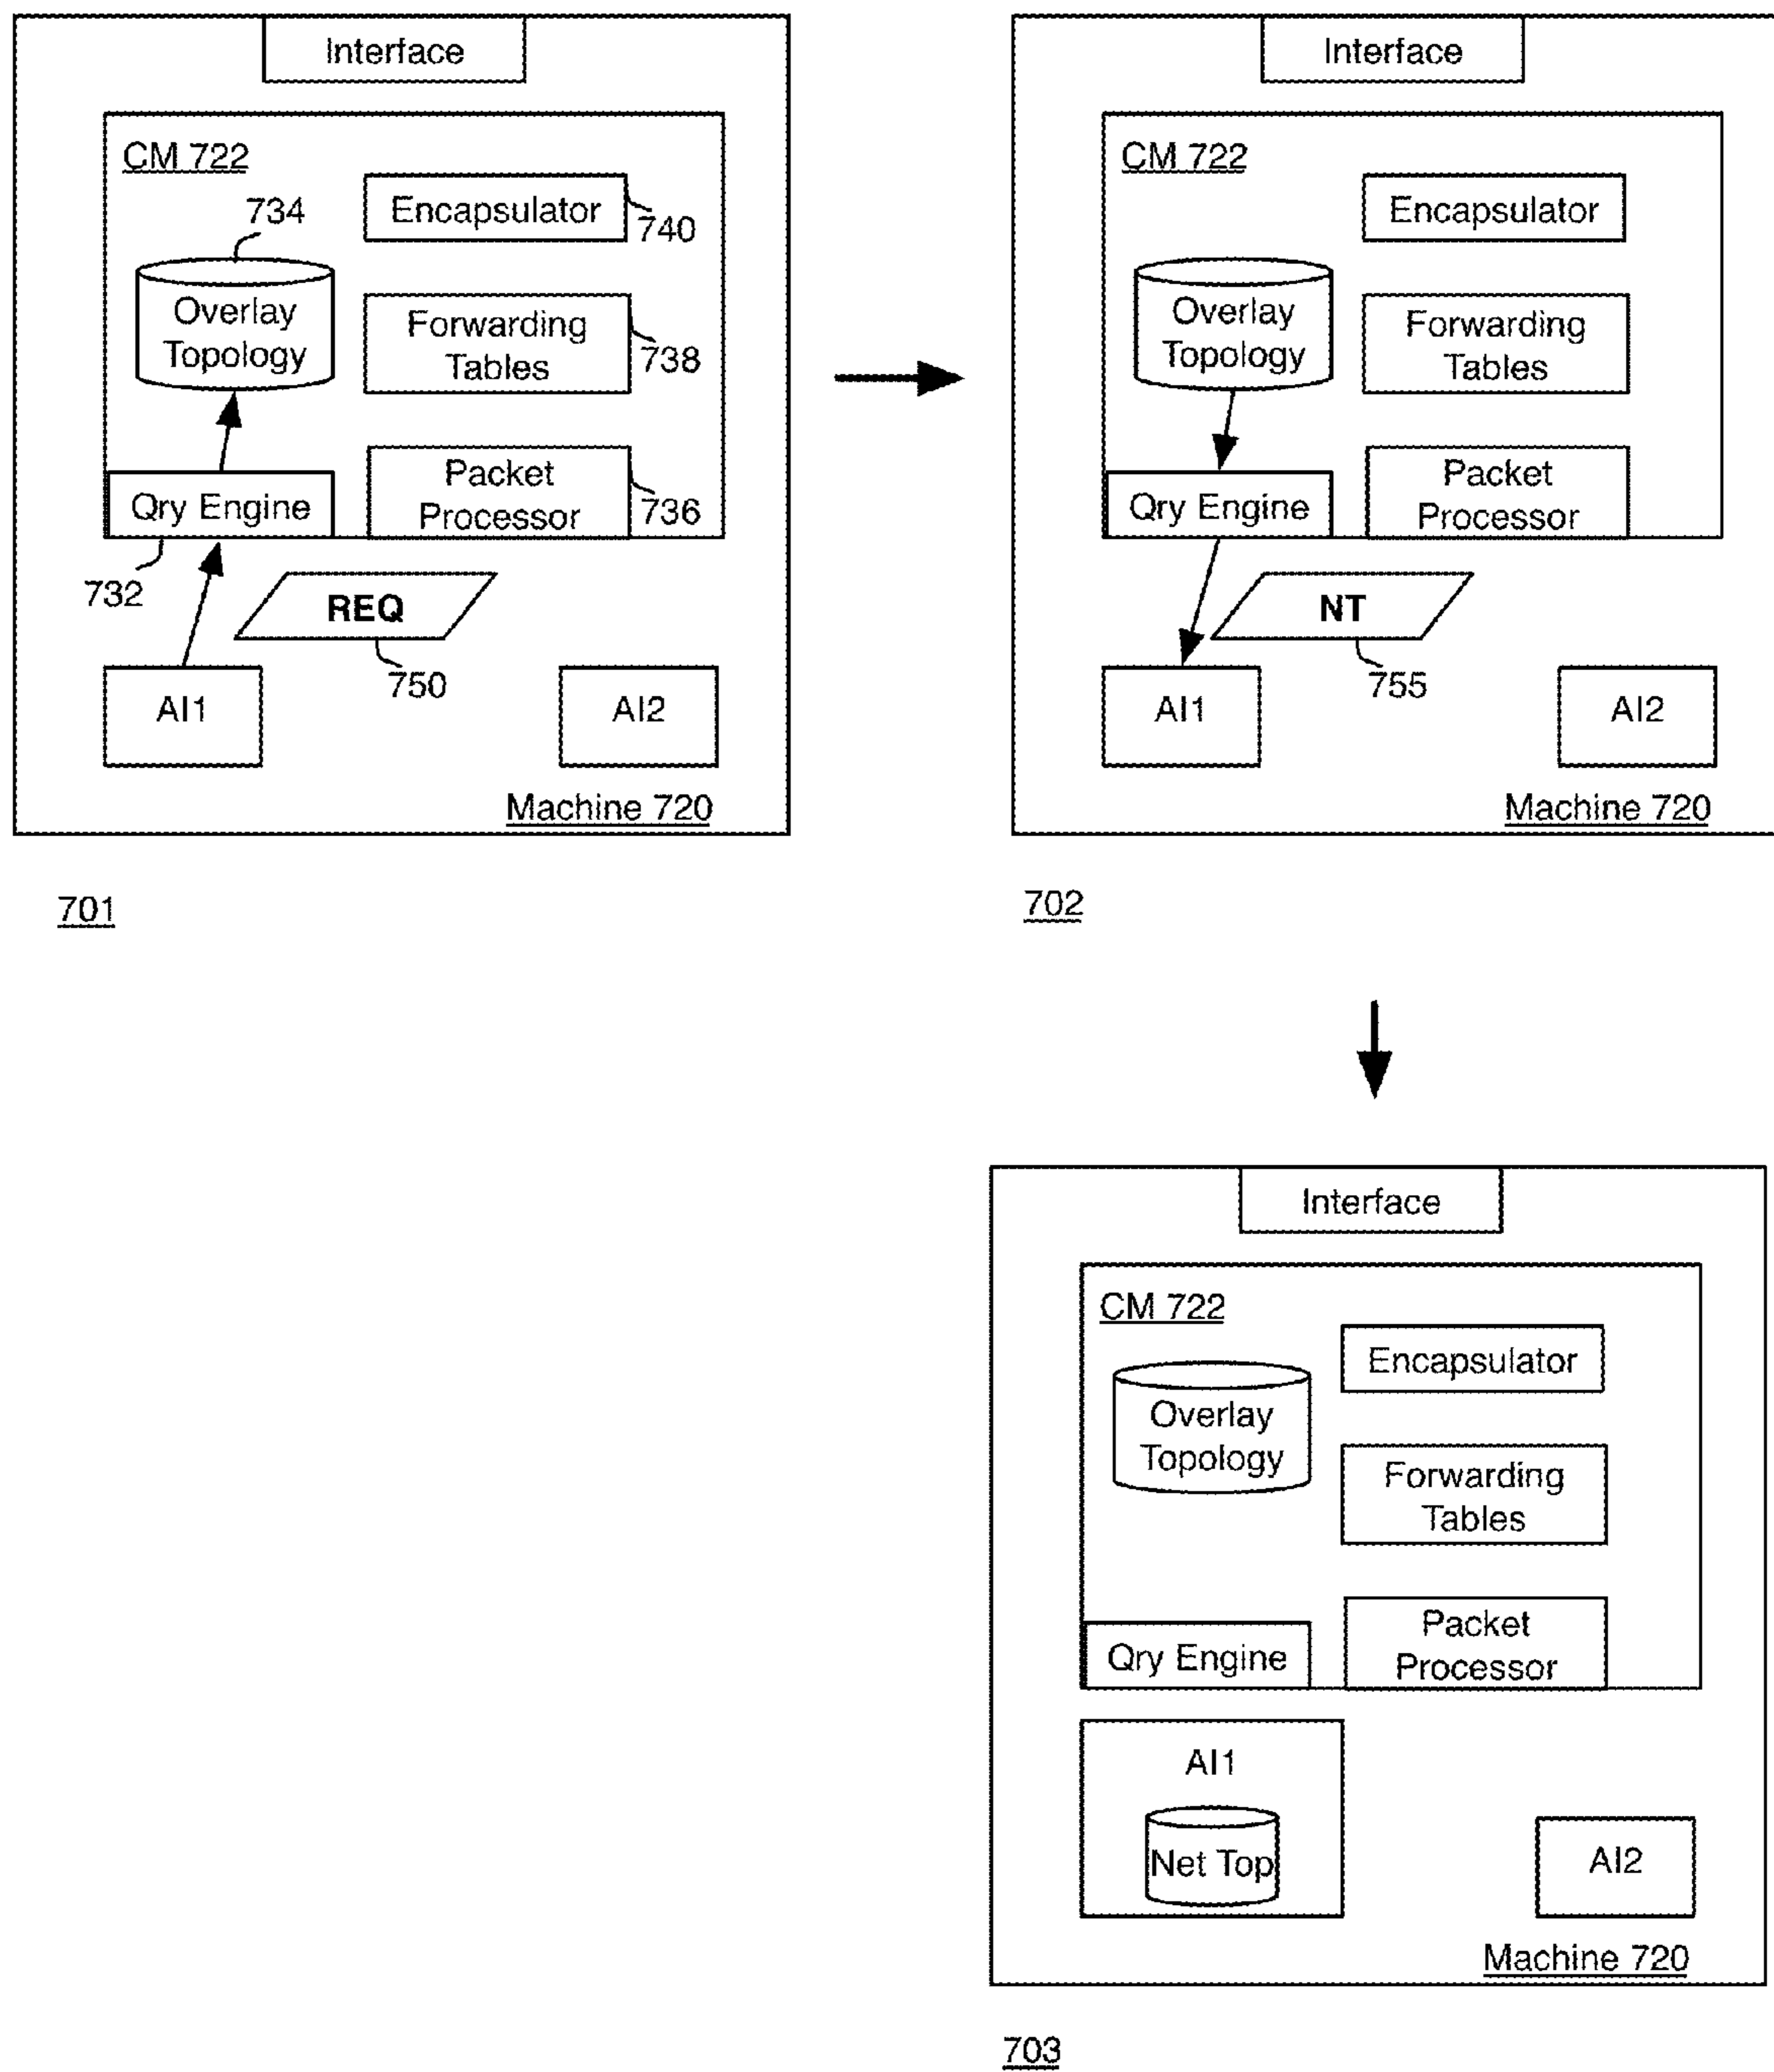 Interface
CM 722
734
Encapsulator
740
Overlay
Topology
Forwarding
Tables
738
Qry Engine
Packet
Processor
736
732
REQ
750
AI1
AI2
Machine 720
701
Interface
CM 722
Encapsulator
Overlay
Topology
Forwarding
Tables
Qry Engine
Packet
Processor
NT
755
AI1
AI2
Machine 720
702
Interface
CM 722
Encapsulator
Overlay
Topology
Forwarding
Tables
Qry Engine
Packet
Processor
AI1
Net Top
AI2
Machine 720
703